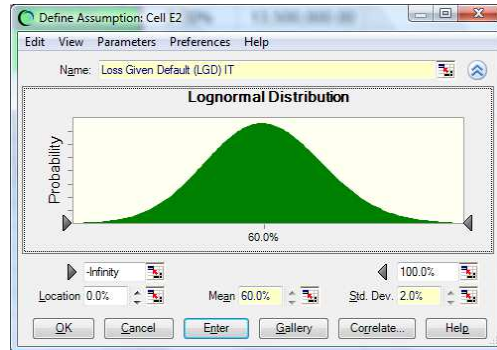 Define Assumption: Cell E2
Edit View Parameters Preferences Help
Name: Loss Given Default (LGD) IT
Lognormal Distribution
Probability
60.0%
-Infinity 100.0%
Location 0.0% Mean 60.0% Std. Dev. 2.0%
OK Cancel Enter Gallery Correlate... Help